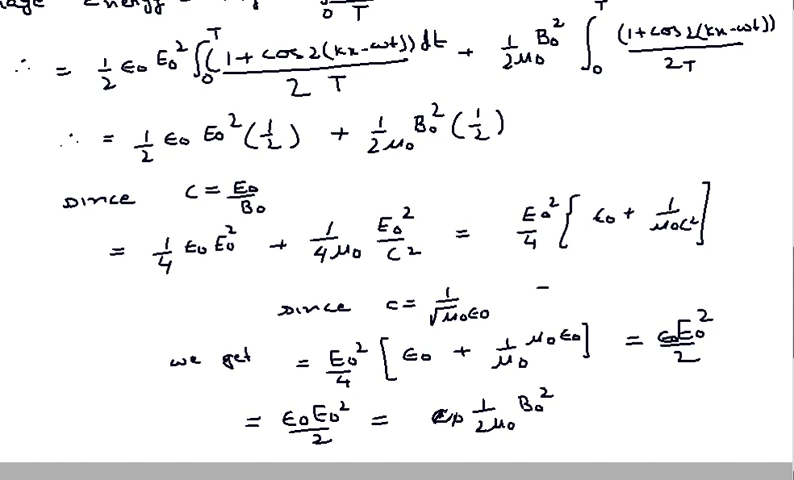 Energy = 0 T
∴ = 1/2 ϵ₀ E₀² ∫₀ᵀ (1 + cos 2(kx-ωt)) dt / 2 T + 1/2μ₀ B₀² ∫₀ᵀ (1 + cos 2(kx-ωt)) / 2T
∴ = 1/2 ϵ₀ E₀² (1/2) + 1/2μ₀ B₀² (1/2)
since c = E₀/B₀
= 1/4 ϵ₀ E₀² + 1/4μ₀ E₀²/c² = E₀²/4 [ϵ₀ + 1/μ₀c²]
since c = 1/√μ₀ϵ₀
we get = E₀²/4 [ϵ₀ + 1/μ₀ μ₀ϵ₀] = ϵ₀E₀²/2
= ϵ₀E₀²/2 = 1/2μ₀ B₀²